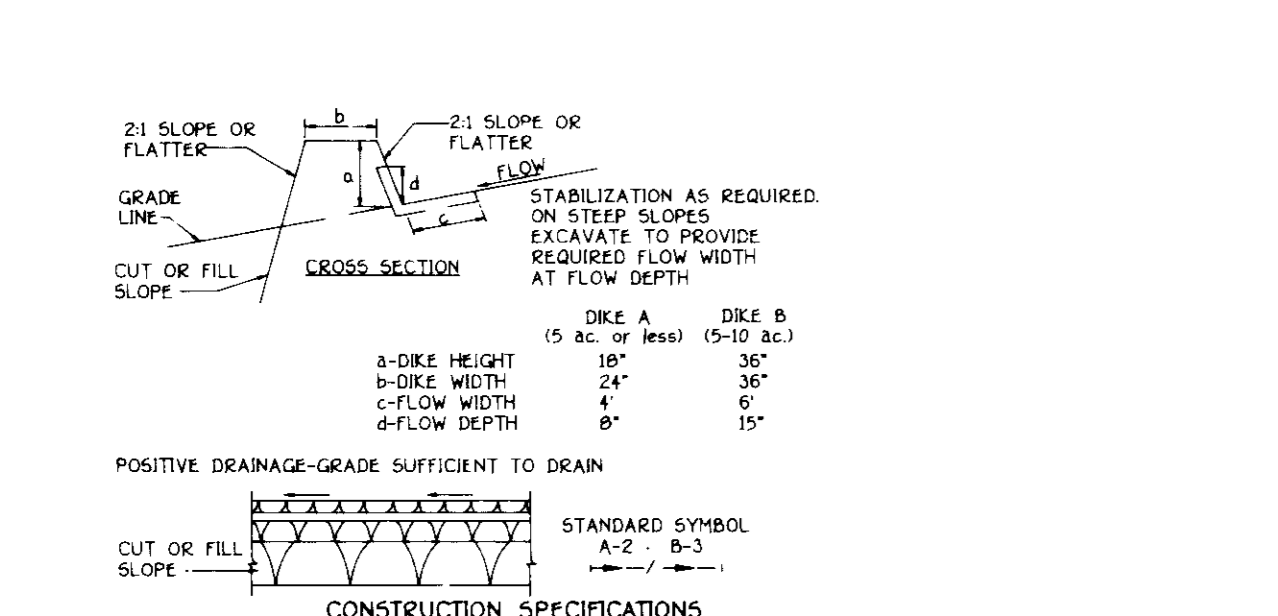 b
2:1 SLOPE OR
FLATTER
2:1 SLOPE OR
FLATTER
a
d
FLOW
c
GRADE
LINE
STABILIZATION AS REQUIRED.
ON STEEP SLOPES
EXCAVATE TO PROVIDE
REQUIRED FLOW WIDTH
AT FLOW DEPTH
CUT OR FILL
SLOPE
CROSS SECTION
DIKE A DIKE B
(5 ac. or less) (5-10 ac.)
a-DIKE HEIGHT 18" 36"
b-DIKE WIDTH 24" 36"
c-FLOW WIDTH 4' 6'
d-FLOW DEPTH 8" 15"
POSITIVE DRAINAGE-GRADE SUFFICIENT TO DRAIN
CUT OR FILL
SLOPE
STANDARD SYMBOL
A-2 · B-3
/
CONSTRUCTION SPECIFICATIONS